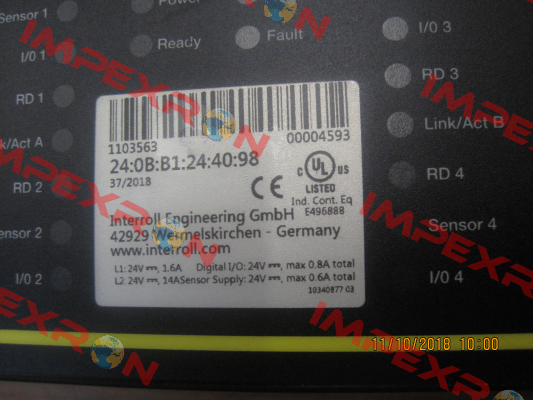 Sensor 1
Power
I/O 3
Ready
Fault
I/O 1
RD 3
RD 1
Link/Act B
Link/Act A
RD 4
RD 2
Sensor 4
Sensor 2
I/O 4
I/O 2
1103563
00004593
24:0B:B1:24:40:98
37/2018
CE
C UL US
LISTED
Ind. Cont. Eq
E496888
Interroll Engineering GmbH
42929 Wermelskirchen - Germany
www.interroll.com
L1: 24V, 1.6A Digital I/O: 24V, max 0.8A total
L2: 24V, 14A Sensor Supply: 24V, max 0.6A total
10340877 03
11/10/2018 10:00
IMPEXRON